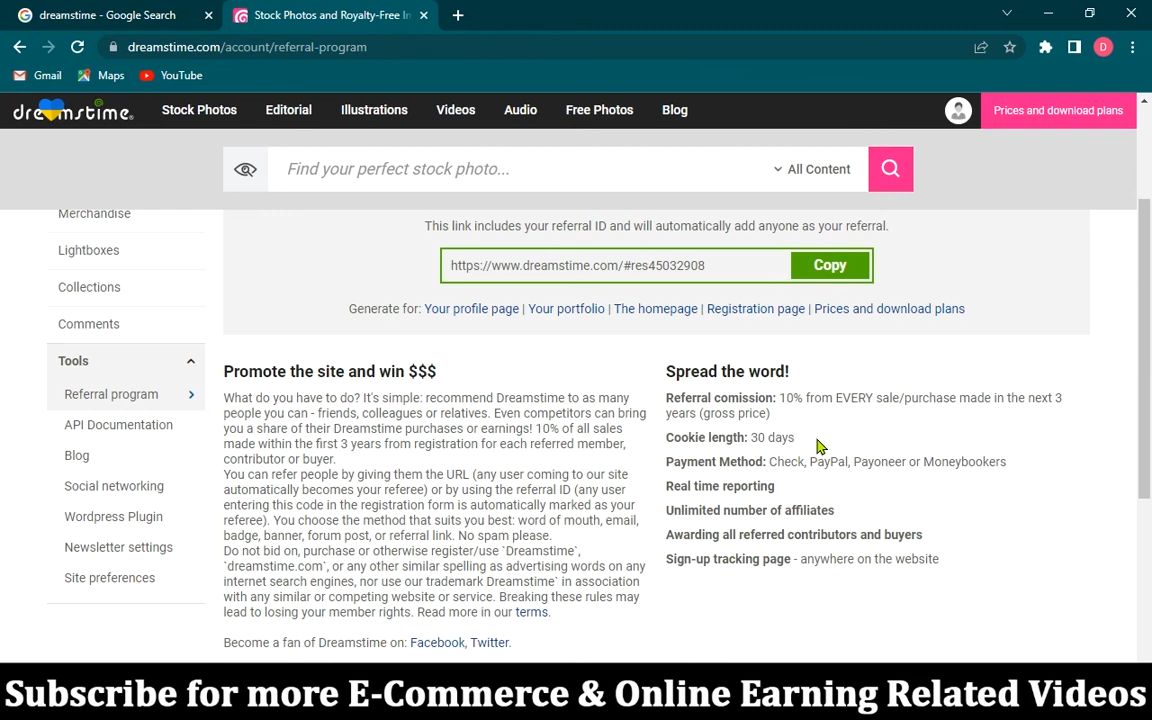 dreamstime - Google Search
Stock Photos and Royalty-Free In
dreamstime.com/account/referral-program
D
Gmail
Maps
YouTube
dreamstime.
Stock Photos
Editorial
Illustrations
Videos
Audio
Free Photos
Blog
Prices and download plans
Find your perfect stock photo...
All Content
Merchandise
Lightboxes
Collections
Comments
Tools
Referral program
API Documentation
Blog
Social networking
Wordpress Plugin
Newsletter settings
Site preferences
This link includes your referral ID and will automatically add anyone as your referral.
https://www.dreamstime.com/#res45032908
Copy
Generate for: Your profile page | Your portfolio | The homepage | Registration page | Prices and download plans
Promote the site and win $$$
What do you have to do? It's simple: recommend Dreamstime to as many
people you can - friends, colleagues or relatives. Even competitors can bring
you a share of their Dreamstime purchases or earnings! 10% of all sales
made within the first 3 years from registration for each referred member,
contributor or buyer.
You can refer people by giving them the URL (any user coming to our site
automatically becomes your referee) or by using the referral ID (any user
entering this code in the registration form is automatically marked as your
referee). You choose the method that suits you best: word of mouth, email,
badge, banner, forum post, or referral link. No spam please.
Do not bid on, purchase or otherwise register/use `Dreamstime`,
`dreamstime.com`, or any other similar spelling as advertising words on any
internet search engines, nor use our trademark Dreamstime` in association
with any similar or competing website or service. Breaking these rules may
lead to losing your member rights. Read more in our terms.
Become a fan of Dreamstime on: Facebook, Twitter.
Spread the word!
Referral comission: 10% from EVERY sale/purchase made in the next 3
years (gross price)
Cookie length: 30 days
Payment Method: Check, PayPal, Payoneer or Moneybookers
Real time reporting
Unlimited number of affiliates
Awarding all referred contributors and buyers
Sign-up tracking page - anywhere on the website
Subscribe for more E-Commerce & Online Earning Related Videos